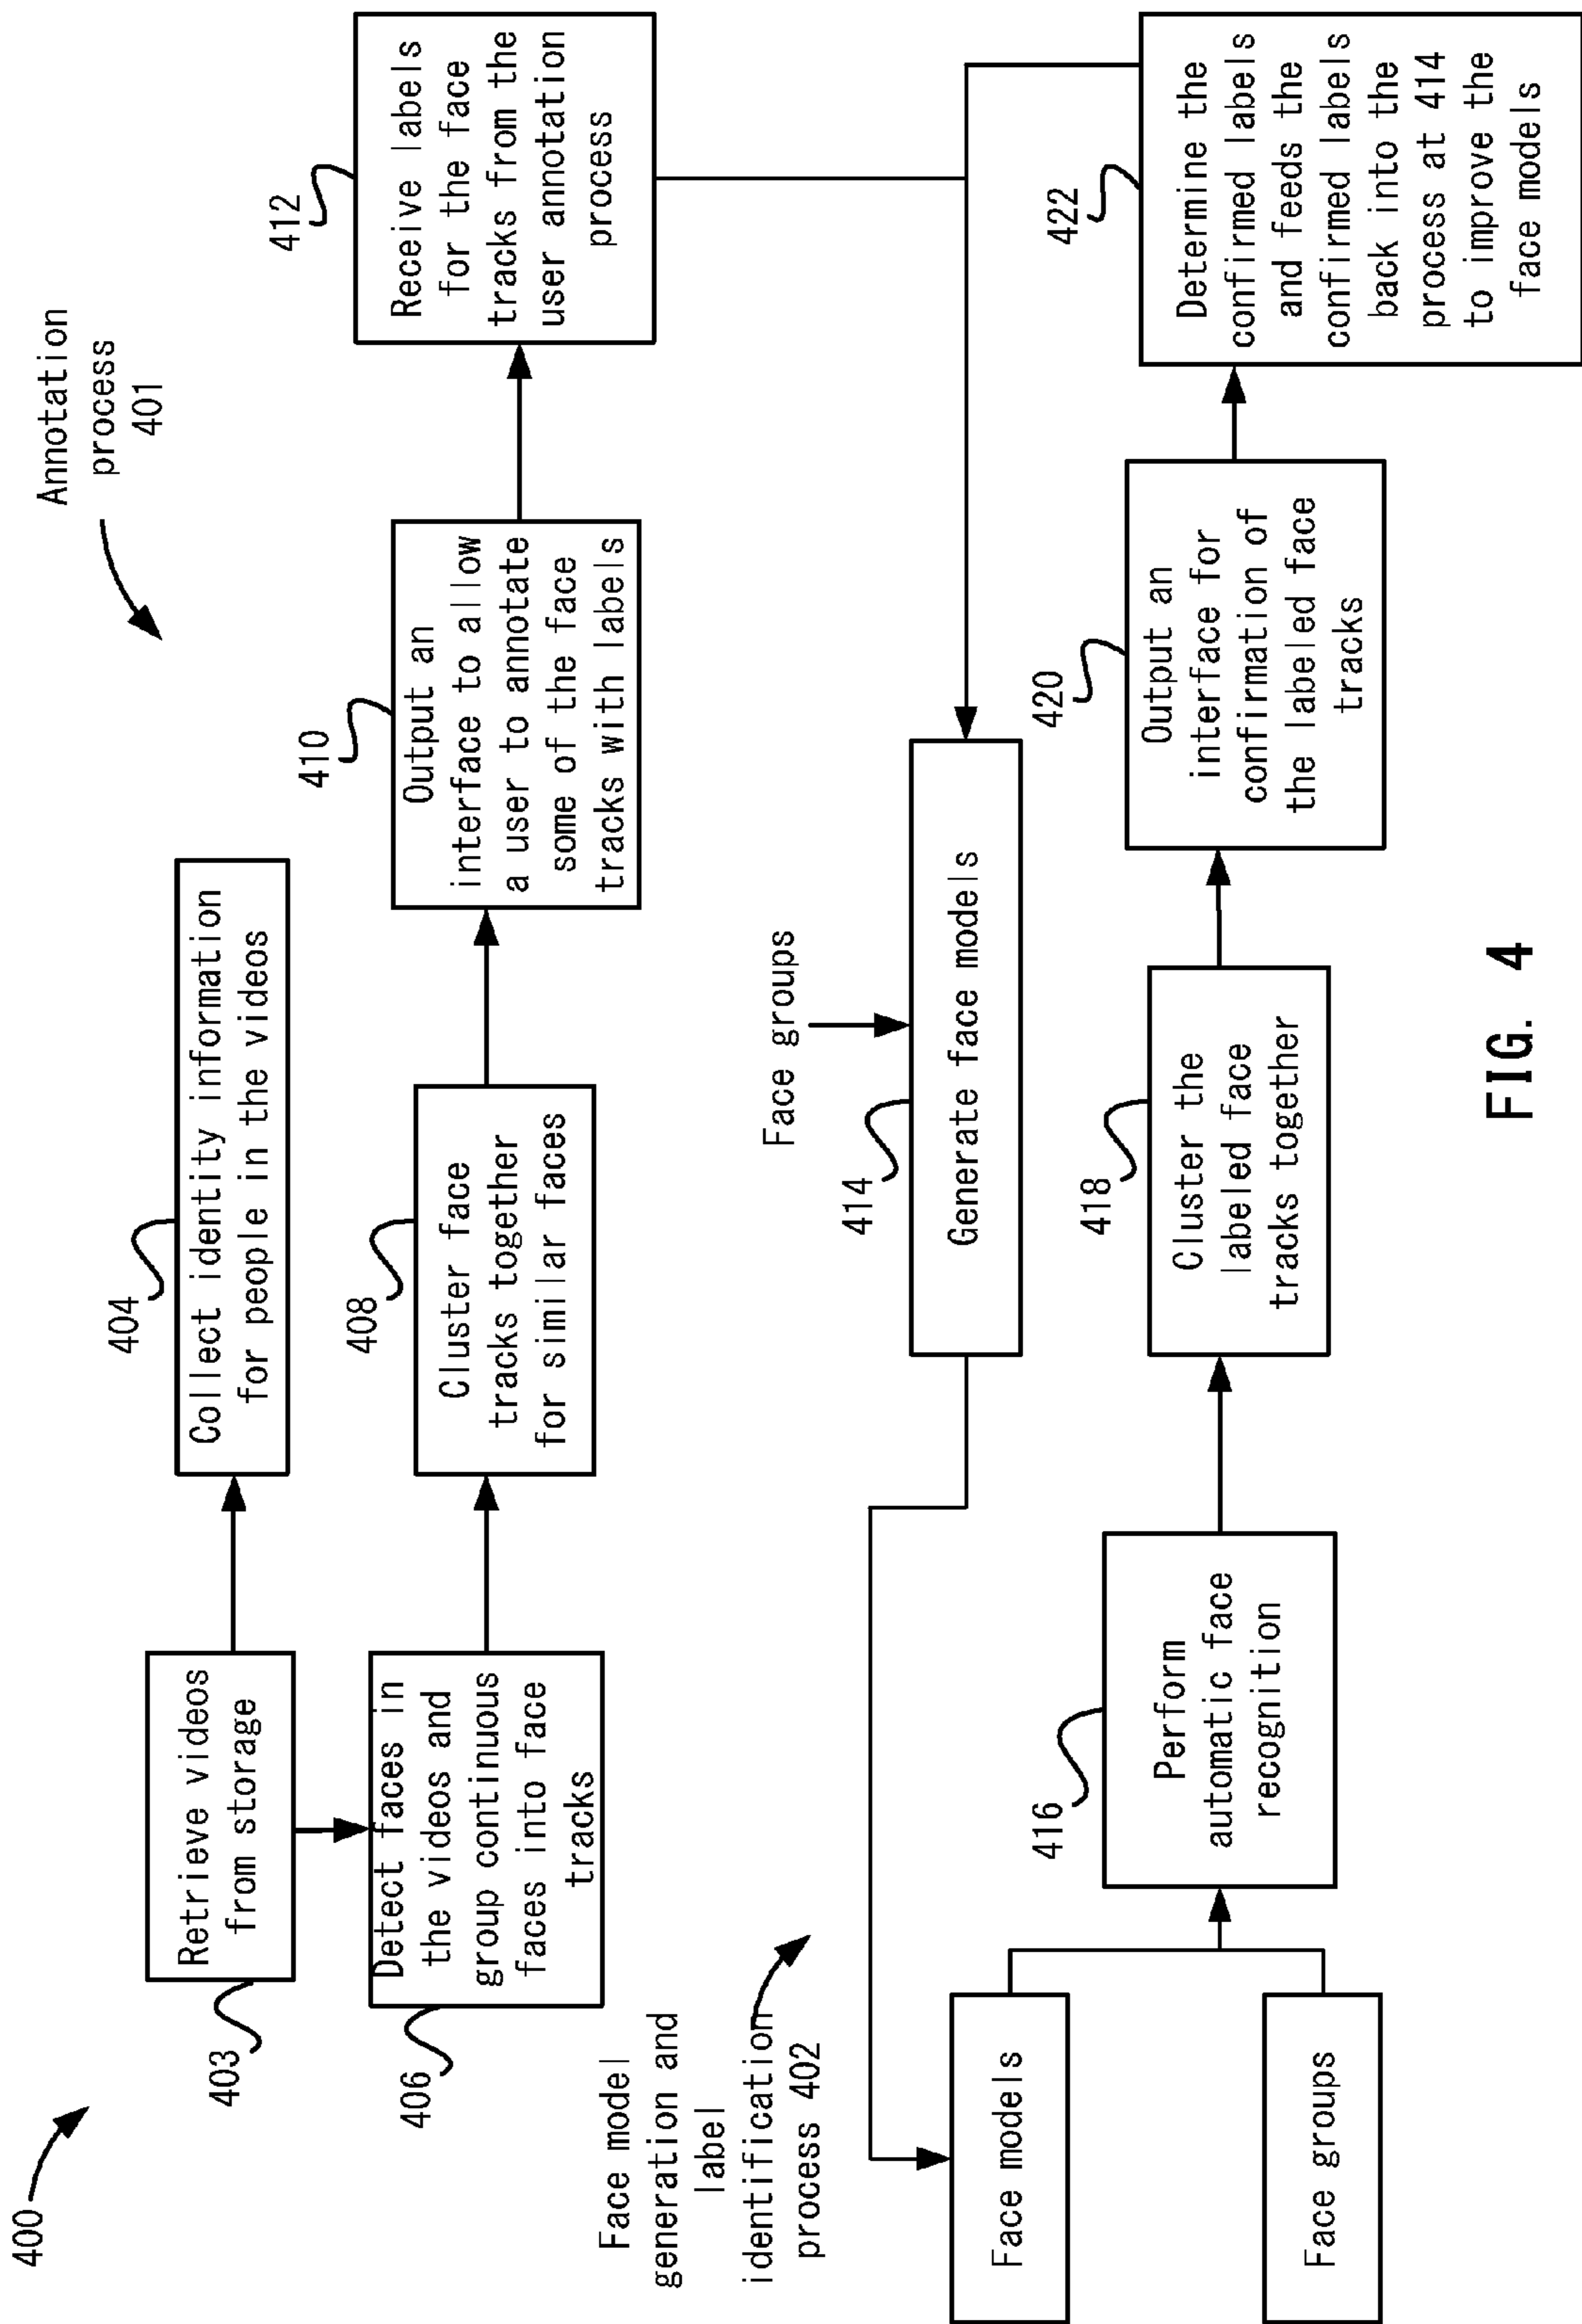 400
Annotation
process
401
403
Retrieve videos
from storage
404
Collect identity information
for people in the videos
406
Detect faces in
the videos and
group continuous
faces into face
tracks
408
Cluster face
tracks together
for similar faces
410
Output an
interface to allow
a user to annotate
some of the face
tracks with labels
412
Receive labels
for the face
tracks from the
user annotation
process
Face model
generation and
label
identification
process 402
Face groups
414
Generate face models
Face models
Face groups
416
Perform
automatic face
recognition
418
Cluster the
labeled face
tracks together
420
Output an
interface for
confirmation of
the labeled face
tracks
422
Determine the
confirmed labels
and feeds the
confirmed labels
back into the
process at 414
to improve the
face models
FIG. 4